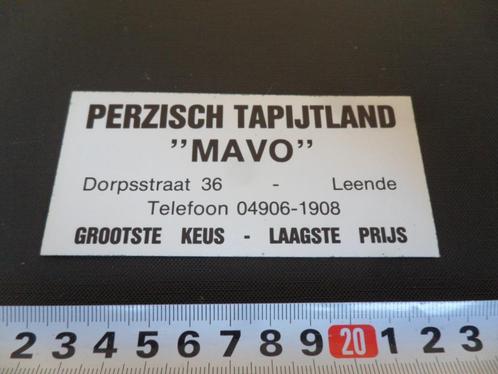 PERZISCH TAPIJTLAND
"MAVO"
Dorpsstraat 36 - Leende
Telefoon 04906-1908
GROOTSTE KEUS - LAAGSTE PRIJS
2 3 4 5 6 7 8 9 20 1 2 3